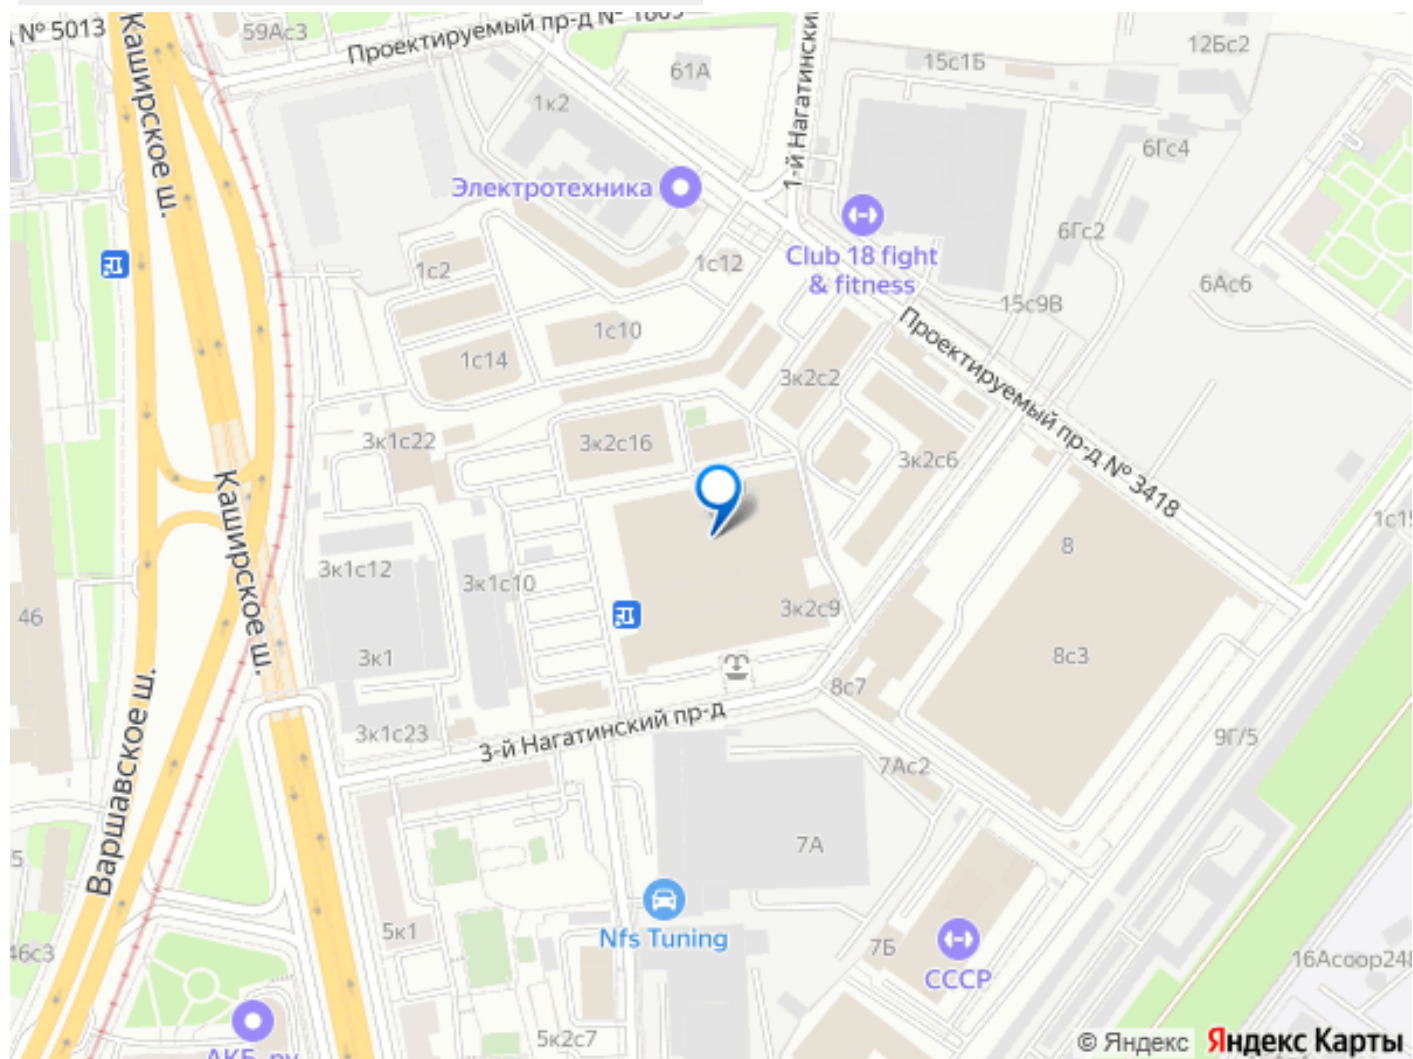 № 5013
Каширское ш.
59Ас3
Проектируемый пр-д №
1-й Нагатинский
15с1Б
12Бс2
61А
1к2
6Гс4
Электротехника
Club 18 fight
& fitness
6Гс2
1с2
1с12
6Ас6
15с9В
1с10
1с14
3к2с2
Проектируемый пр-д № 3418
3к1с22
3к2с16
3к2с6
Каширское ш.
8
3к1с12
3к1с10
3к2с9
46
3к1
8с3
8с7
Варшавское ш.
3к1с23
3-й Нагатинский пр-д
9Г/5
7Ас2
7А
5к1
Nfs Tuning
7Б
СССР
46с3
16Асоор248
5к2с7
© Яндекс Яндекс Карты